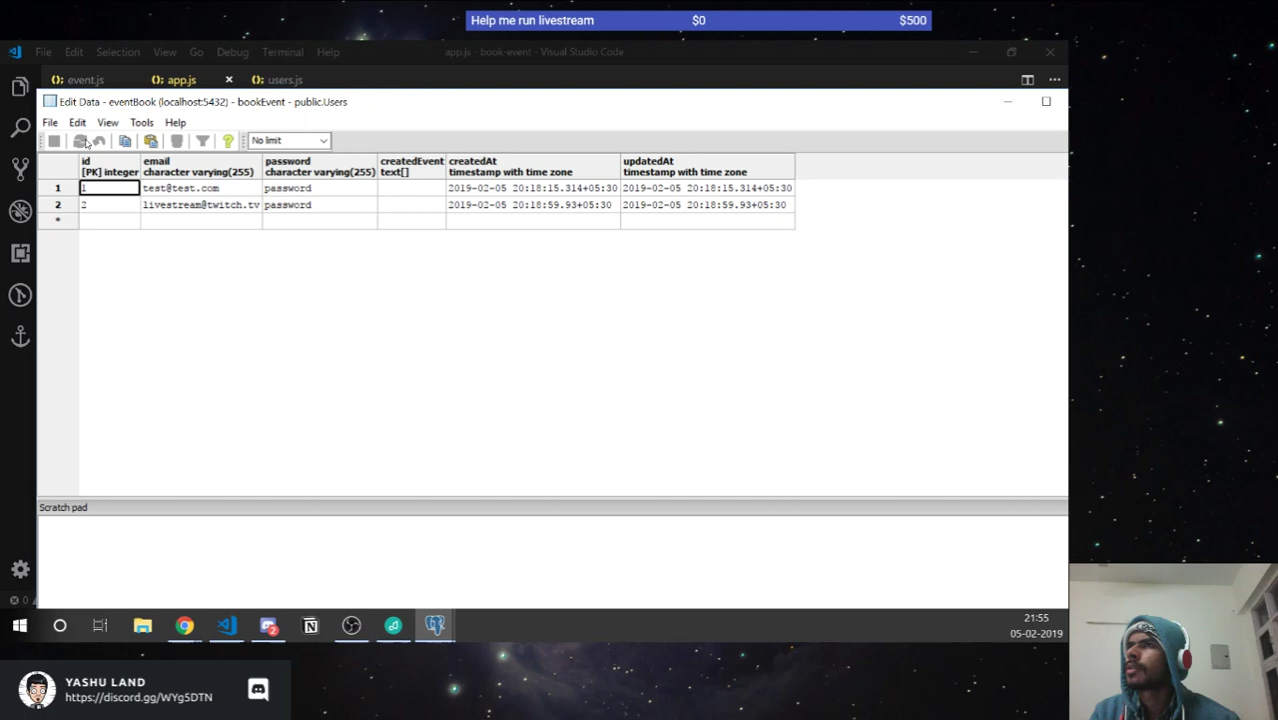 Help me run livestream $0 $500
File Edit Selection View Go Debug Terminal Help app.js - book-event - Visual Studio Code
event.js app.js users.js
Edit Data - eventBook (localhost:5432) - bookEvent - public.Users
File Edit View Tools Help
No limit
id email password createdEvent createdAt updatedAt
[PK] integer character varying(255) character varying(255) text[] timestamp with time zone timestamp with time zone
1 1 test@test.com password 2019-02-05 20:18:15.314+05:30 2019-02-05 20:18:15.314+05:30
2 2 livestream@twitch.tv password 2019-02-05 20:18:59.93+05:30 2019-02-05 20:18:59.93+05:30
*
Scratch pad
0
2
21:55
05-02-2019
YASHU LAND
https://discord.gg/WYg5DTN